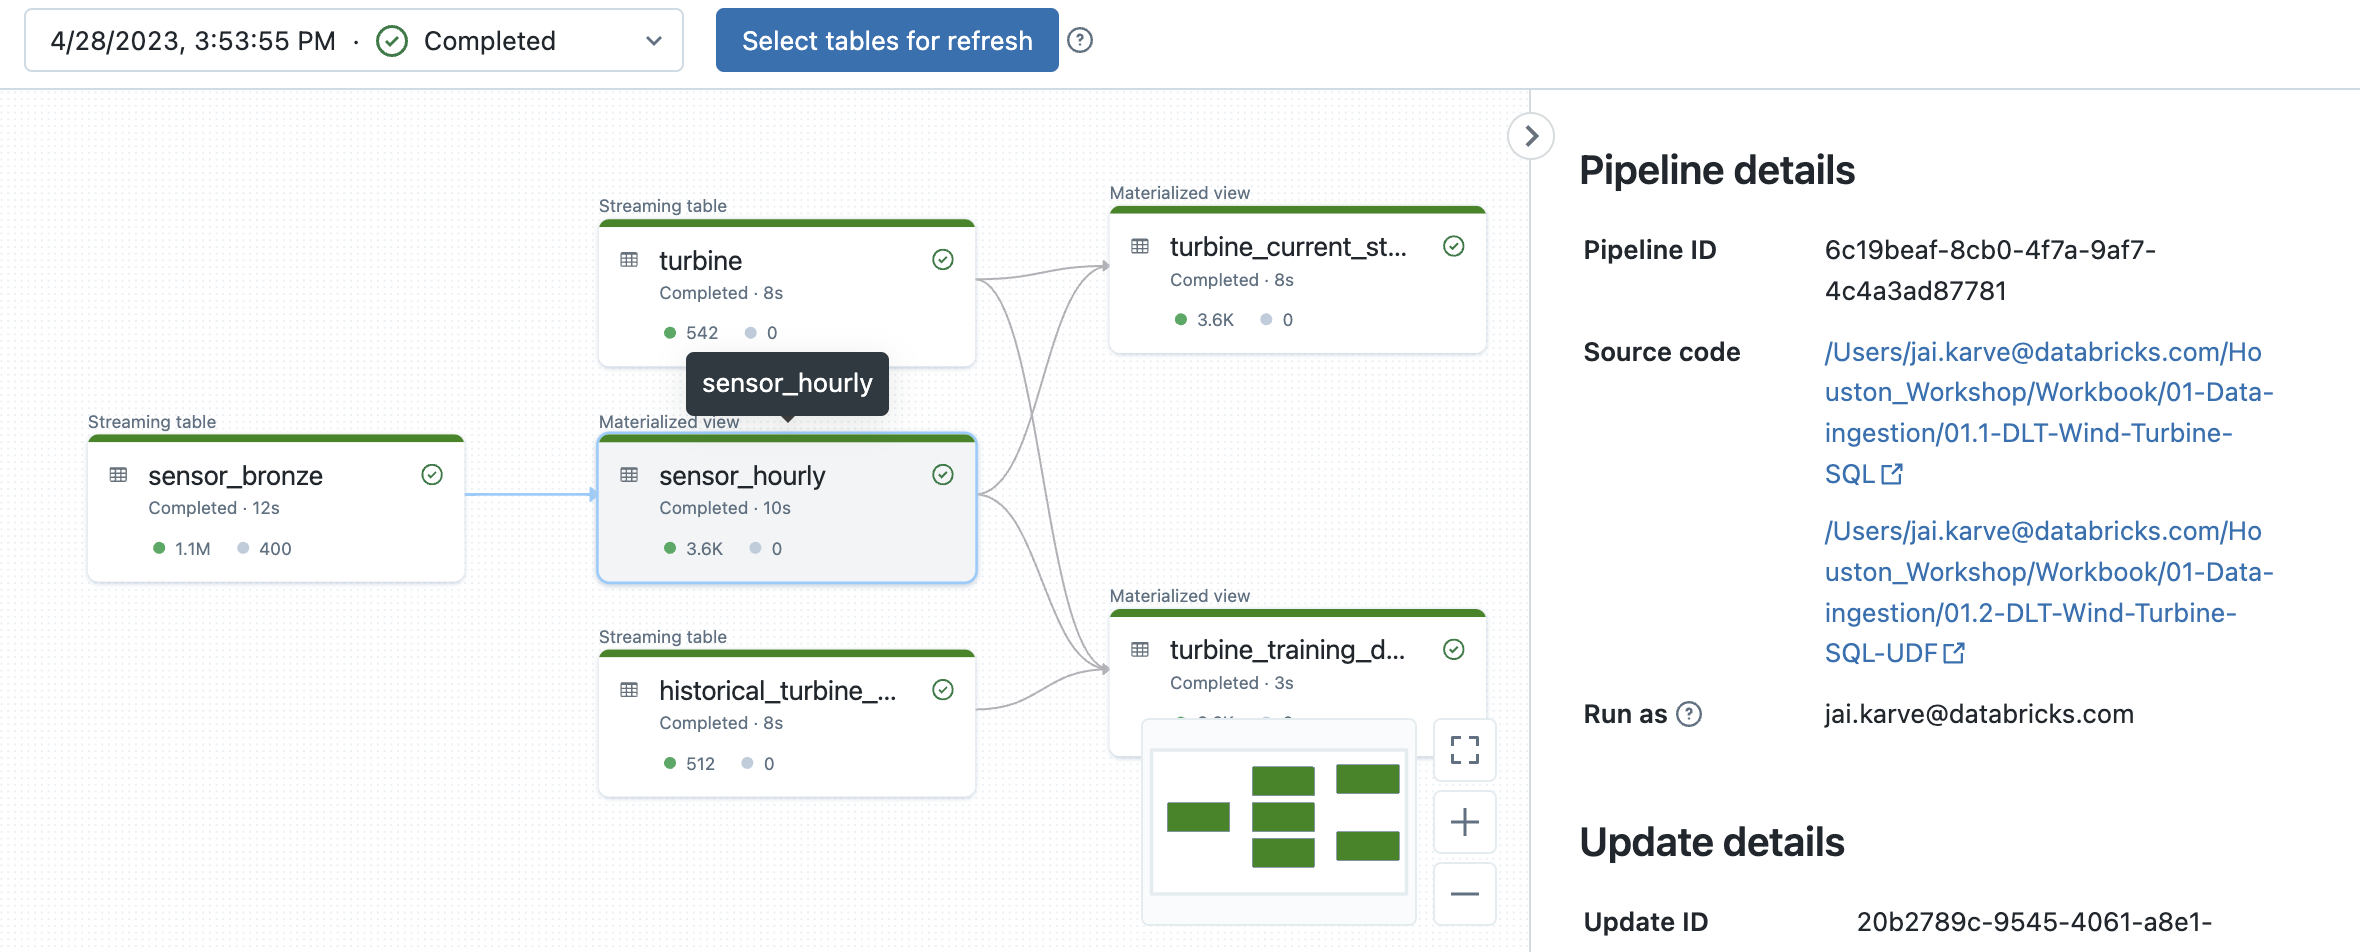 4/28/2023, 3:53:55 PM · Completed
Select tables for refresh
Streaming table
sensor_bronze
Completed · 12s
1.1M 400
Streaming table
turbine
Completed · 8s
542 0
sensor_hourly
Materialized view
sensor_hourly
Completed · 10s
3.6K 0
Streaming table
historical_turbine_...
Completed · 8s
512 0
Materialized view
turbine_current_st...
Completed · 8s
3.6K 0
Materialized view
turbine_training_d...
Completed · 3s
Pipeline details
Pipeline ID 6c19beaf-8cb0-4f7a-9af7-
4c4a3ad87781
Source code /Users/jai.karve@databricks.com/Ho
uston_Workshop/Workbook/01-Data-
ingestion/01.1-DLT-Wind-Turbine-
SQL
/Users/jai.karve@databricks.com/Ho
uston_Workshop/Workbook/01-Data-
ingestion/01.2-DLT-Wind-Turbine-
SQL-UDF
Run as jai.karve@databricks.com
Update details
Update ID 20b2789c-9545-4061-a8e1-